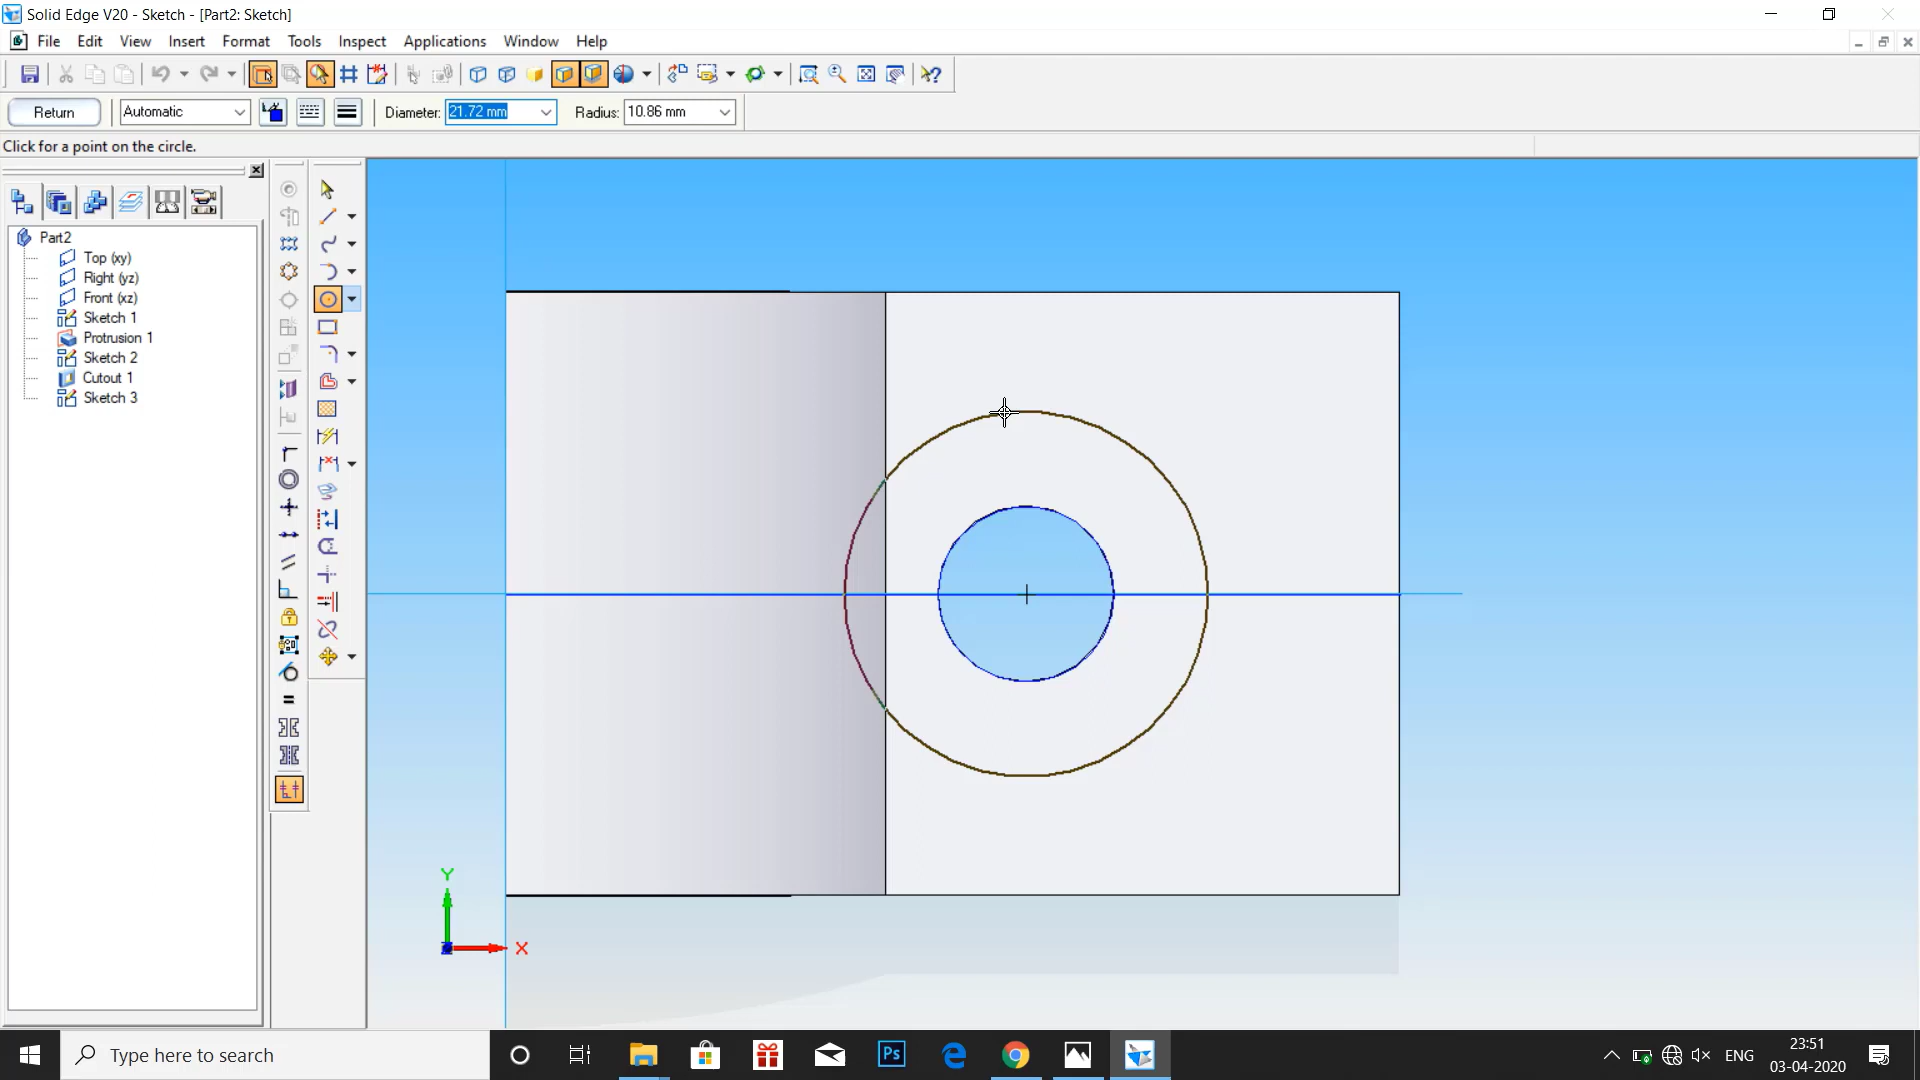 Solid Edge V20 - Sketch - [Part2: Sketch]
File Edit View Insert Format Tools Inspect Applications Window Help
Return Automatic Diameter: 21.72 mm Radius: 10.86 mm
Click for a point on the circle.
Part2
Top (xy)
Right (yz)
Front (xz)
Sketch 1
Protrusion 1
Sketch 2
Cutout 1
Sketch 3
Y
X
Type here to search
Ps
ENG
23:51
03-04-2020